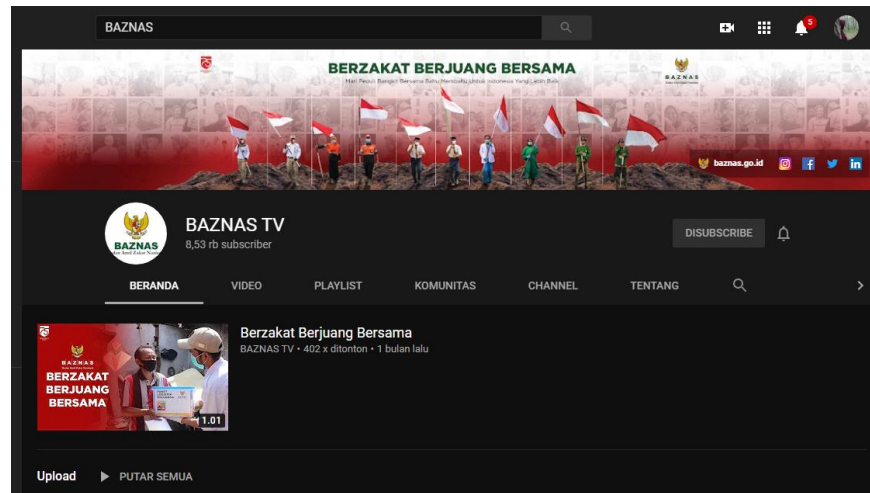 BAZNAS
5
75
BERZAKAT BERJUANG BERSAMA
BAZNAS
baznas.go.id
BAZNAS
BAZNAS TV
8,53 rb subscriber
DISUBSCRIBE
BERANDA VIDEO PLAYLIST KOMUNITAS CHANNEL TENTANG
BAZNAS
BERZAKAT
BERJUANG
BERSAMA
1.01
Berzakat Berjuang Bersama
BAZNAS TV • 402 x ditonton • 1 bulan lalu
Upload PUTAR SEMUA